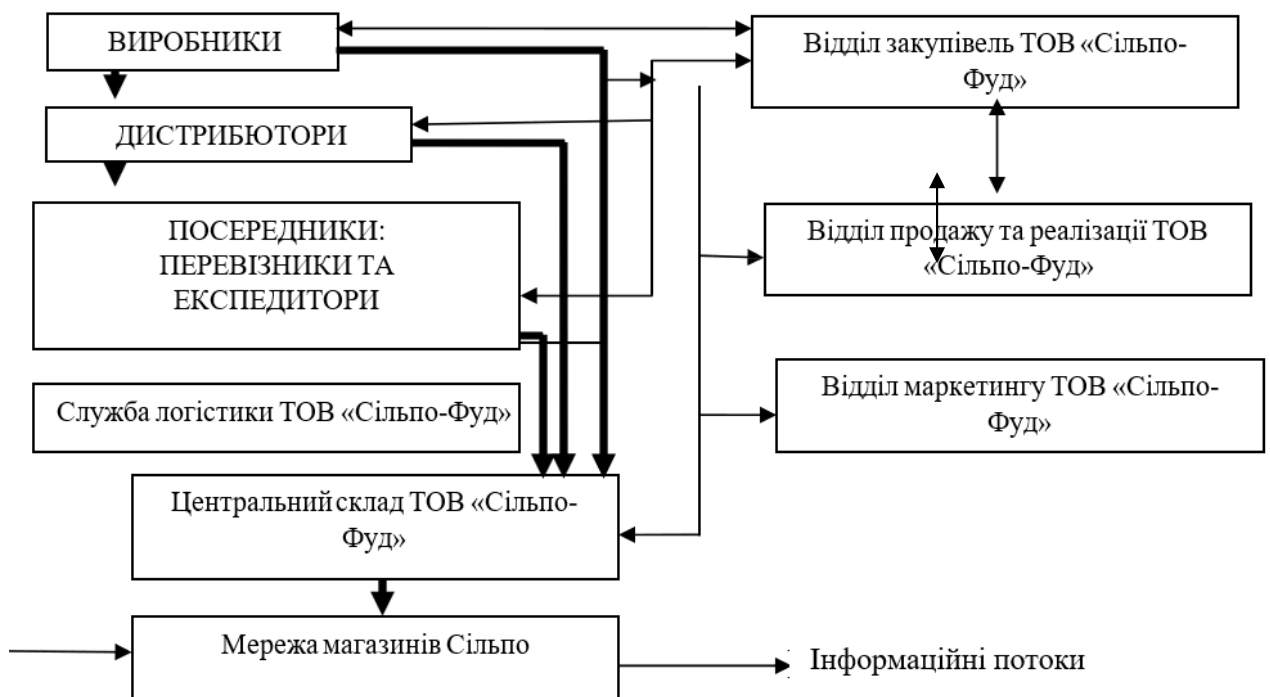 ВИРОБНИКИ
Відділ закупівель ТОВ «Сільпо-
Фуд»
ДИСТРИБЮТОРИ
ПОСЕРЕДНИКИ:
ПЕРЕВІЗНИКИ ТА
ЕКСПЕДИТОРИ
Відділ продажу та реалізації ТОВ
«Сільпо-Фуд»
Служба логістики ТОВ «Сільпо-Фуд»
Відділ маркетингу ТОВ «Сільпо-
Фуд»
Центральний склад ТОВ «Сільпо-
Фуд»
Мережа магазинів Сільпо
Інформаційні потоки